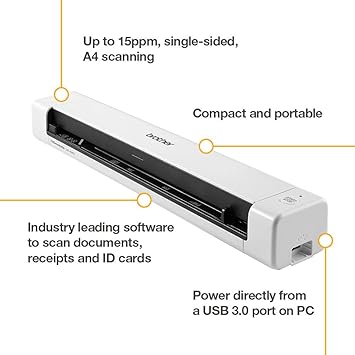 Up to 15ppm, single-sided,
A4 scanning
Compact and portable
brother
Industry leading software
to scan documents,
receipts and ID cards
Power directly from
a USB 3.0 port on PC